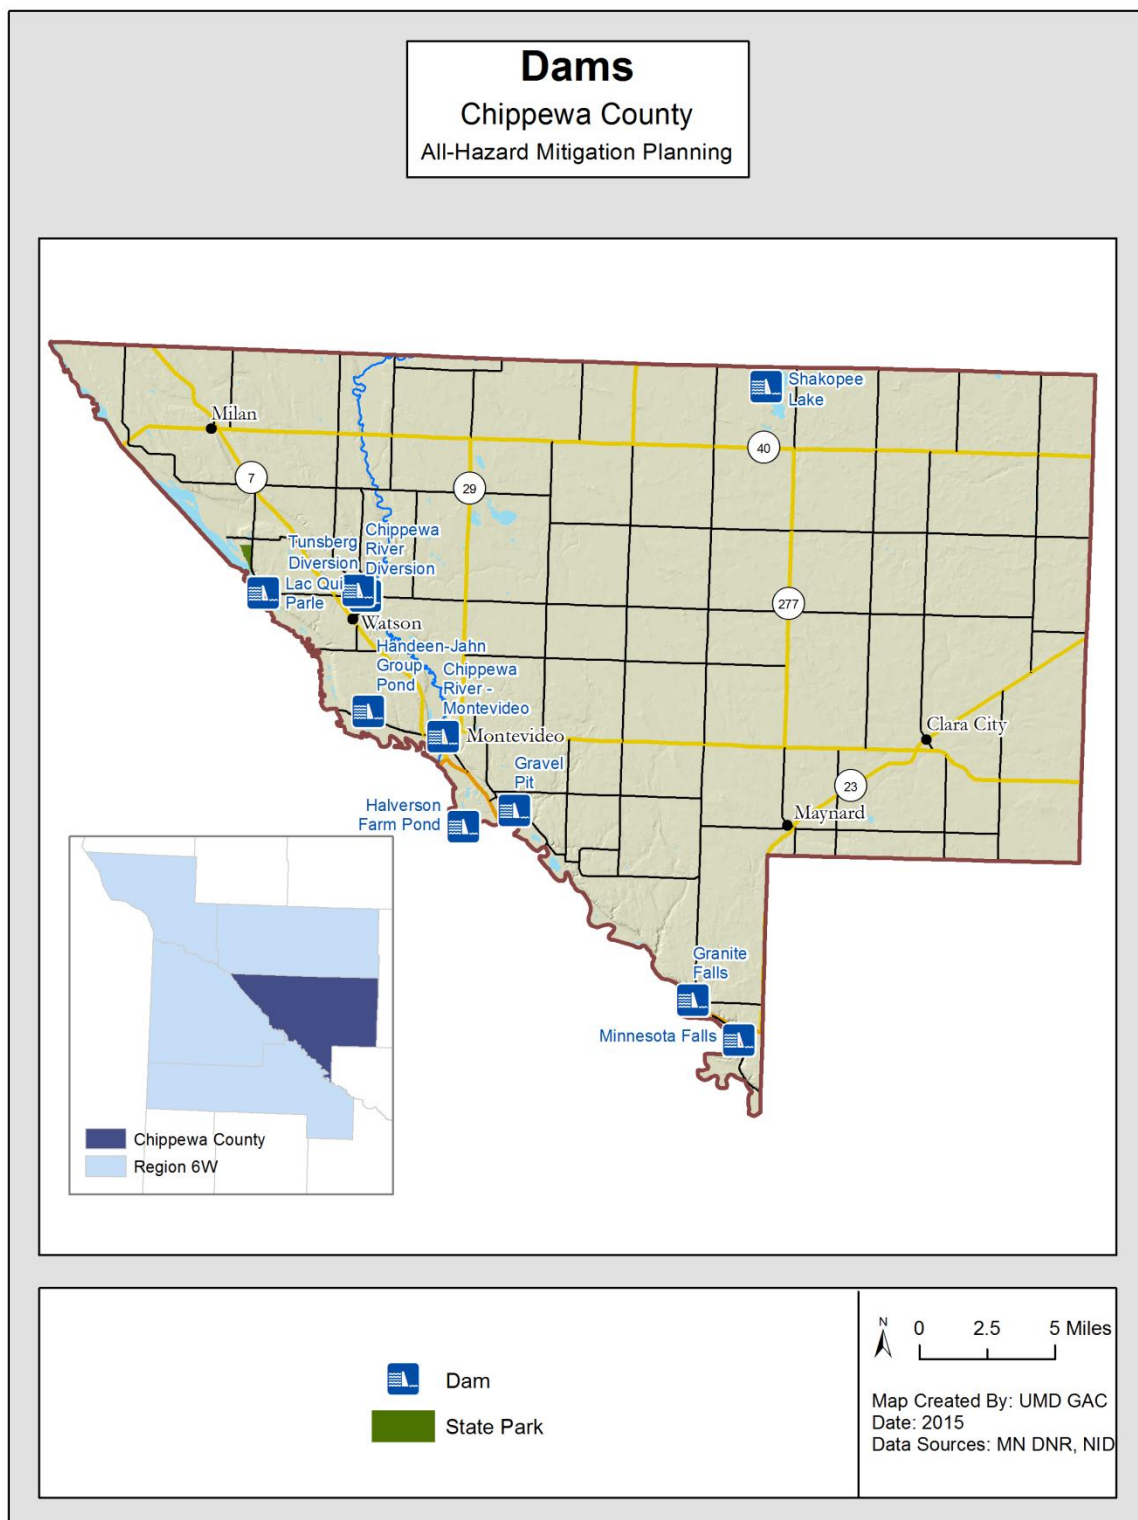 Dams
Chippewa County
All-Hazard Mitigation Planning
Shakopee
Lake
Milan
40
7
29
Chippewa
River
Diversion
Tunsberg
Diversion
Lac Qui
Parle
277
Watson
Handeen-Jahn
Group
Pond
Chippewa
River -
Montevideo
Montevideo
Clara City
Gravel
Pit
23
Halverson
Farm Pond
Maynard
Granite
Falls
Minnesota Falls
Chippewa County
Region 6W
Dam
State Park
N
0 2.5 5 Miles
Map Created By: UMD GAC
Date: 2015
Data Sources: MN DNR, NID